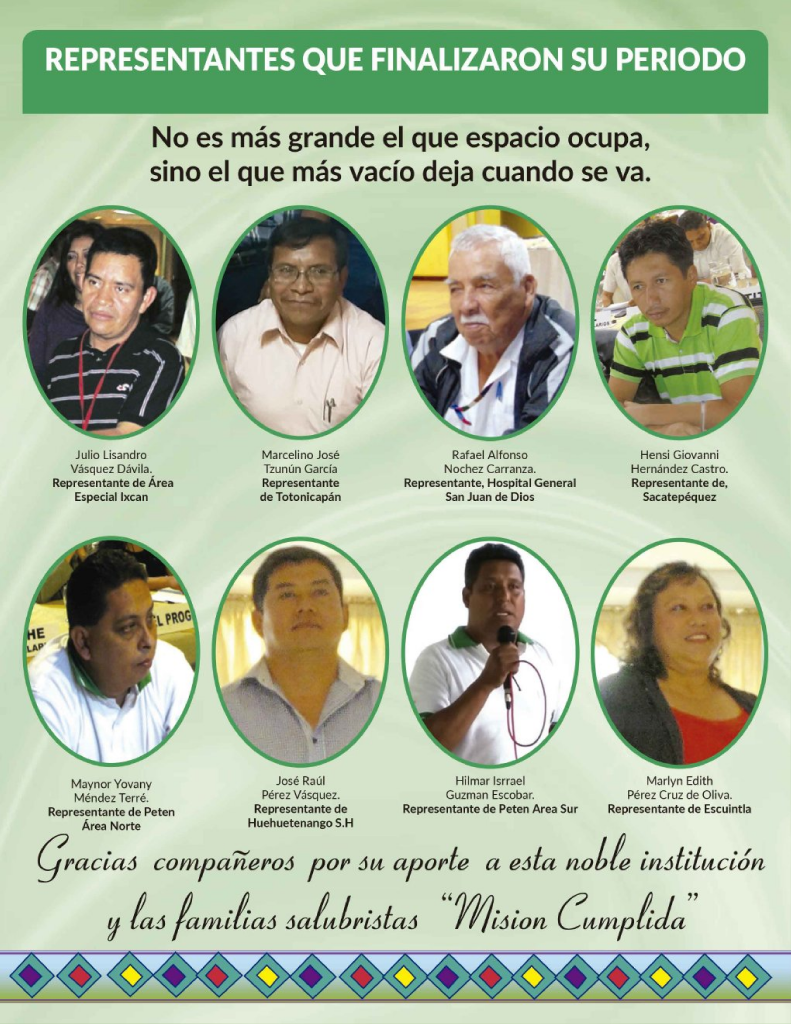 REPRESENTANTES QUE FINALIZARON SU PERIODO
No es más grande el que espacio ocupa,
sino el que más vacío deja cuando se va.
Julio Lisandro
Vásquez Dávila.
Representante de Área
Especial Ixcan
Marcelino José
Tzunún García
Representante
de Totonicapán
Rafael Alfonso
Nochez Carranza.
Representante, Hospital General
San Juan de Dios
Hensi Giovanni
Hernández Castro.
Representante de,
Sacatepéquez
HE
LAR
EL PROG
Maynor Yovany
Méndez Terré.
Representante de Peten
Área Norte
José Raúl
Pérez Vásquez.
Representante de
Huehuetenango S.H
Hilmar Isrrael
Guzman Escobar.
Representante de Peten Area Sur
Marlyn Edith
Pérez Cruz de Oliva.
Representante de Escuintla
Gracias compañeros por su aporte a esta noble institución
y las familias salubristas “Mision Cumplida”